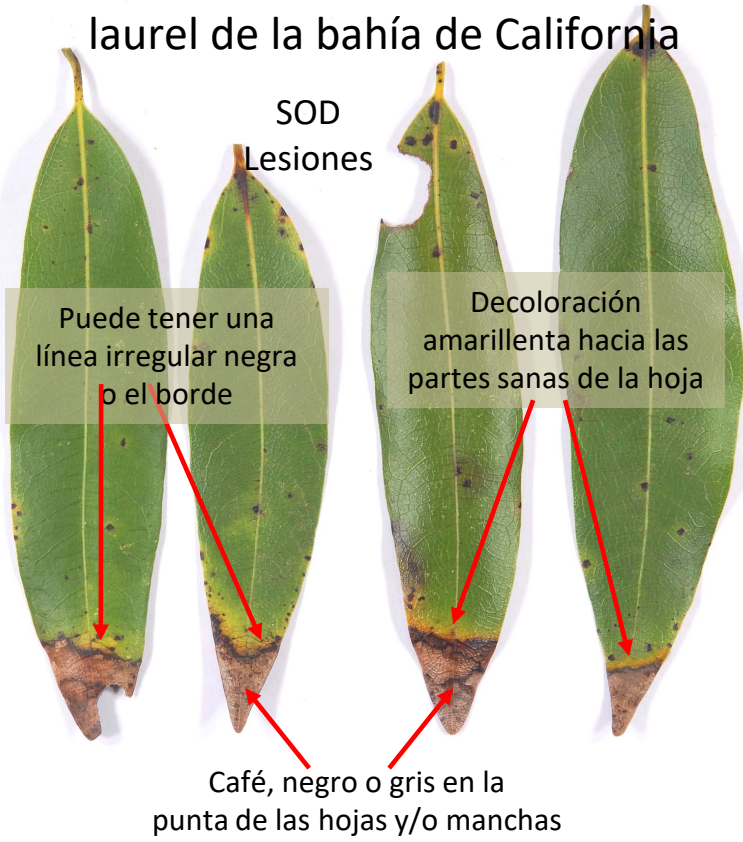 laurel de la bahía de California
SOD
Lesiones
Puede tener una
línea irregular negra
o el borde
Decoloración
amarillenta hacia las
partes sanas de la hoja
Café, negro o gris en la
punta de las hojas y/o manchas